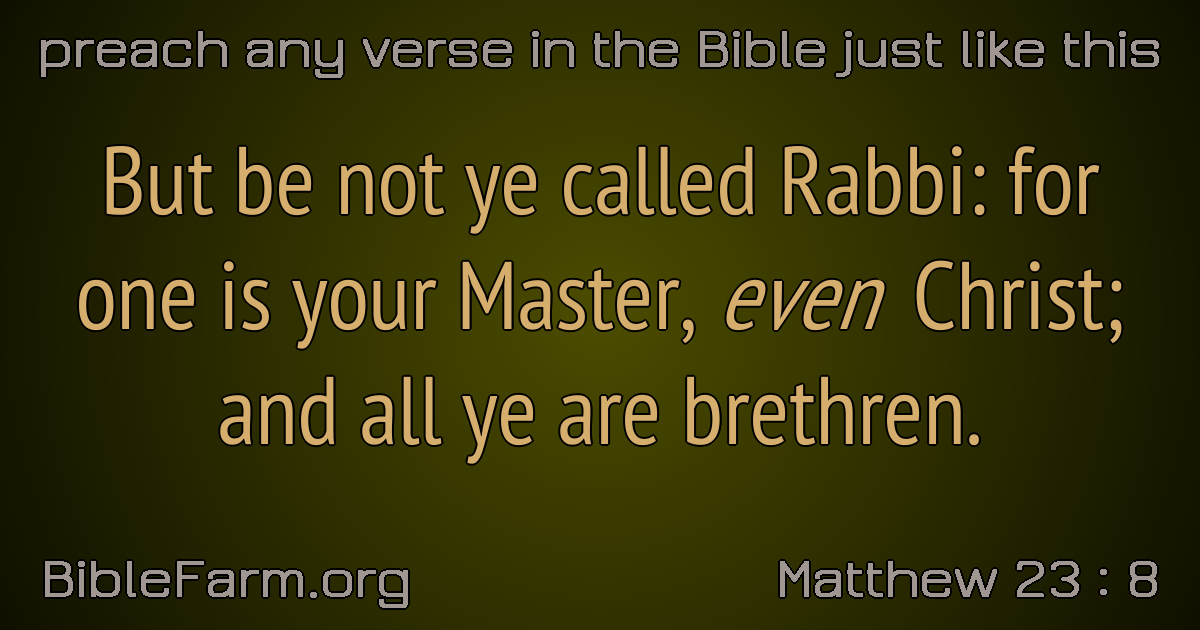 preach any verse in the Bible just like this
But be not ye called Rabbi: for
one is your Master, even Christ;
and all ye are brethren.
BibleFarm.org
Matthew 23 : 8